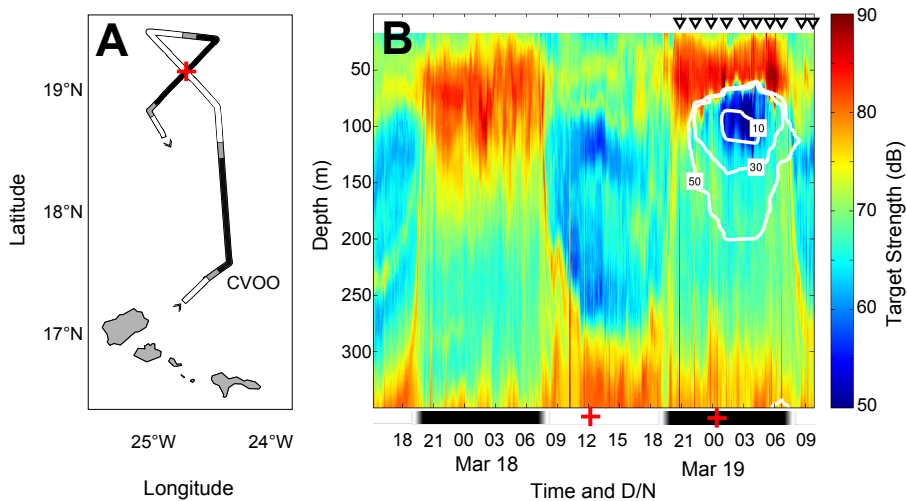 A
19°N
18°N
17°N
Latitude
CVOO
25°W 24°W
Longitude
B
50
100
150
200
250
300
Depth (m)
10
30
50
90
80
70
60
50
Target Strength (dB)
18 21 00 03 06 09 12 15 18 21 00 03 06 09
Mar 18 Mar 19
Time and D/N